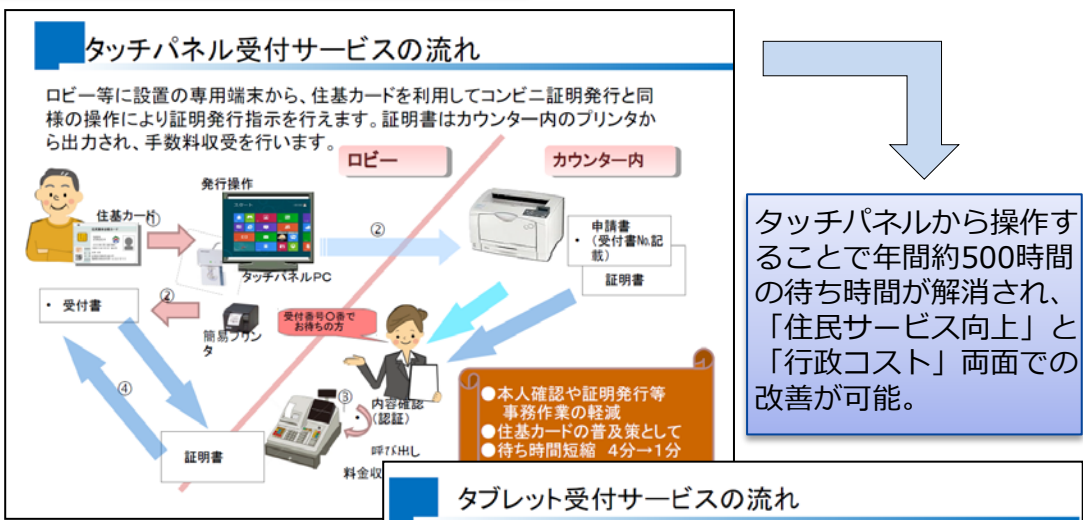 タッチパネル受付サービスの流れ
ロビー等に設置の専用端末から、住基カードを利用してコンビニ証明発行と同
様の操作により証明発行指示を行えます。証明書はカウンター内のプリンタか
ら出力され、手数料収受を行います。
ロビー
カウンター内
発行操作
住基カード
①
タッチパネルPC
②
・ 申請書
（受付書No.記
載）
証明書
・ 受付書
②
簡易プリン
タ
受付番号〇番で
お待ちの方
④
証明書
③
・ 内容確認
（認証）
呼び出し
料金収
●本人確認や証明発行等
事務作業の軽減
●住基カードの普及策として
●待ち時間短縮 4分→1分
タッチパネルから操作す
ることで年間約500時間
の待ち時間が解消され、
「住民サービス向上」と
「行政コスト」両面での
改善が可能。
タブレット受付サービスの流れ